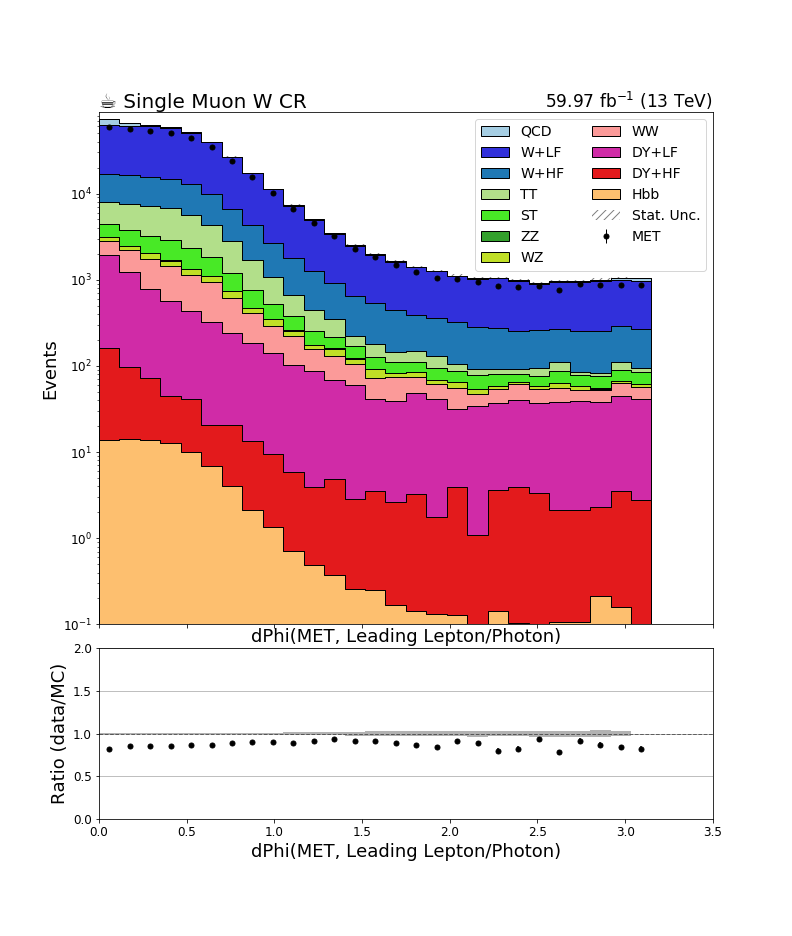 ☕ Single Muon W CR 59.97 fb⁻¹ (13 TeV)
QCD WW
W+LF DY+LF
W+HF DY+HF
TT Hbb
ST Stat. Unc.
ZZ MET
WZ
Events
10⁴
10³
10²
10¹
10⁰
10⁻¹
dPhi(MET, Leading Lepton/Photon)
Ratio (data/MC)
2.0
1.5
1.0
0.5
0.0
0.0 0.5 1.0 1.5 2.0 2.5 3.0 3.5
dPhi(MET, Leading Lepton/Photon)